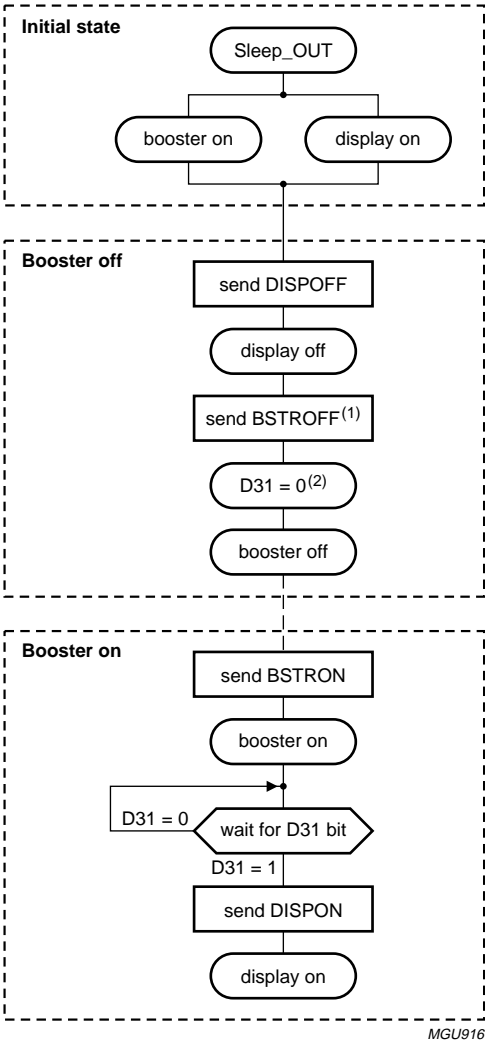 Initial state
Sleep_OUT
booster on
display on
Booster off
send DISPOFF
display off
send BSTROFF(1)
D31 = 0(2)
booster off
Booster on
send BSTRON
booster on
D31 = 0
wait for D31 bit
D31 = 1
send DISPON
display on
MGU916